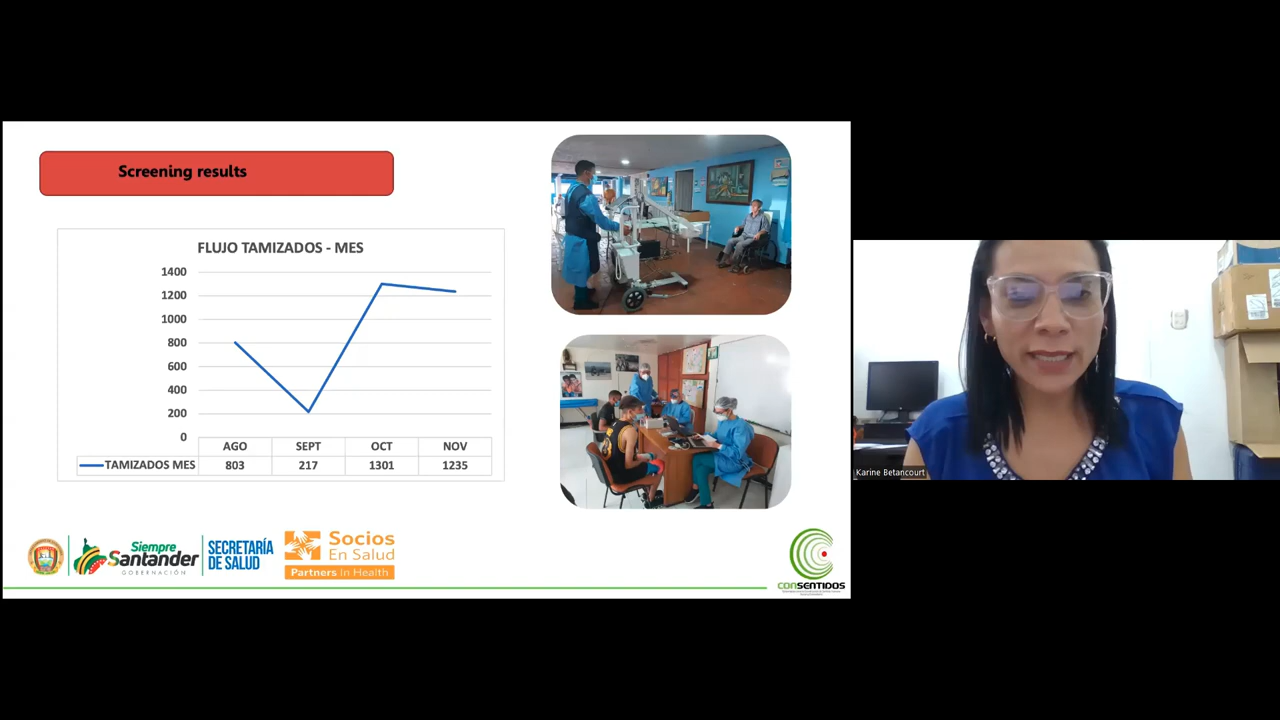 Screening results
FLUJO TAMIZADOS - MES
1400
1200
1000
800
600
400
200
0
AGO SEPT OCT NOV
TAMIZADOS MES 803 217 1301 1235
Siempre
Santander
GOBERNACIÓN
SECRETARÍA
DE SALUD
Socios
En Salud
Partners In Health
CONSENTIDOS
Karine Betancourt